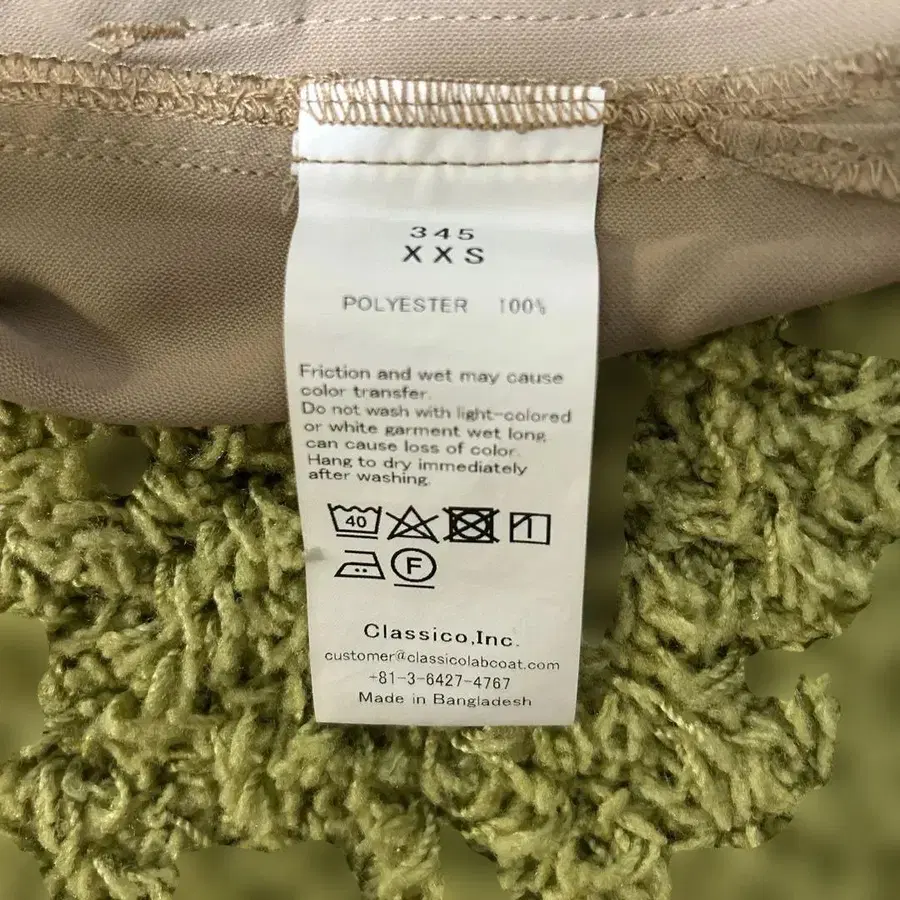 345
XXS
POLYESTER 100%
Friction and wet may cause
color transfer.
Do not wash with light-colored
or white garment wet long
can cause loss of color.
Hang to dry immediately
after washing.
40
F
Classico,Inc.
customer@classicolabcoat.com
+81-3-6427-4767
Made in Bangladesh